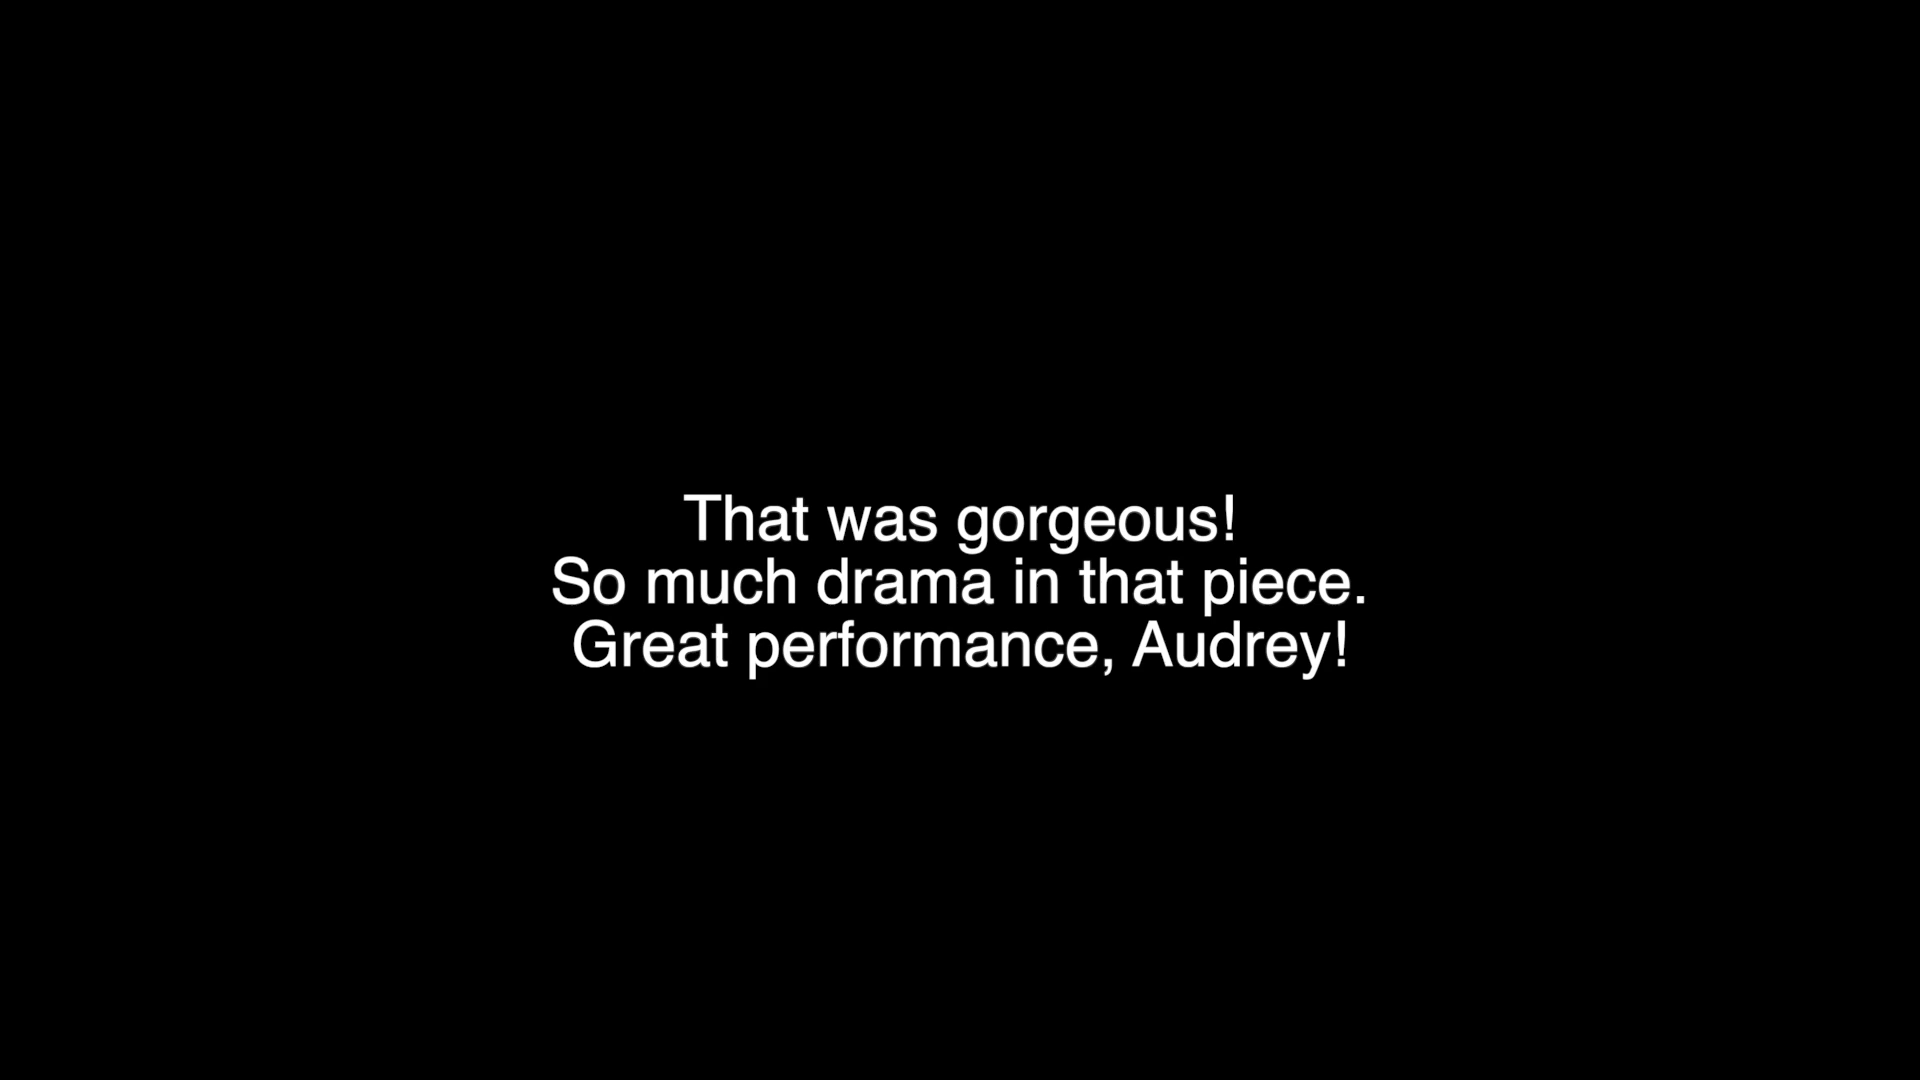 That was gorgeous!
So much drama in that piece.
Great performance, Audrey!